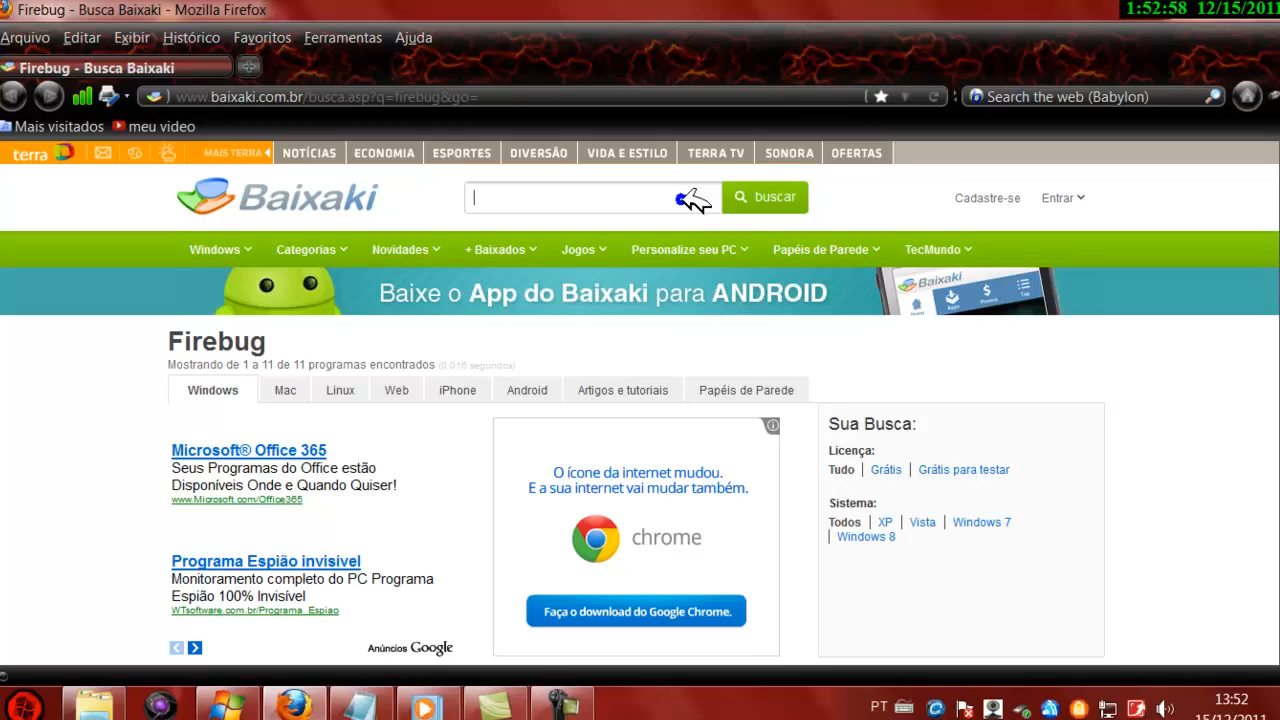 Firebug - Busca Baixaki - Mozilla Firefox
1:52:58 12/15/2011
Arquivo Editar Exibir Histórico Favoritos Ferramentas Ajuda
Firebug - Busca Baixaki
www.baixaki.com.br/busca.asp?q=firebug&go=
Search the web (Babylon)
Mais visitados meu video
terra MAIS TERRA NOTÍCIAS ECONOMIA ESPORTES DIVERSÃO VIDA E ESTILO TERRA TV SONORA OFERTAS
Baixaki buscar Cadastre-se Entrar
Windows Categorias Novidades + Baixados Jogos Personalize seu PC Papéis de Parede TecMundo
Baixe o App do Baixaki para ANDROID
Baixaki
Firebug
Mostrando de 1 a 11 de 11 programas encontrados (0,016 segundos)
Windows Mac Linux Web iPhone Android Artigos e tutoriais Papéis de Parede
Microsoft® Office 365
Seus Programas do Office estão
Disponíveis Onde e Quando Quiser!
www.Microsoft.com/Office365
Programa Espião invisível
Monitoramento completo do PC Programa
Espião 100% Invisível
WTsoftware.com.br/Programa_Espiao
Anúncios Google
O ícone da internet mudou.
E a sua internet vai mudar também.
chrome
Faça o download do Google Chrome.
Sua Busca:
Licença:
Tudo | Grátis | Grátis para testar
Sistema:
Todos | XP | Vista | Windows 7
| Windows 8
PT
13:52
15/12/2011